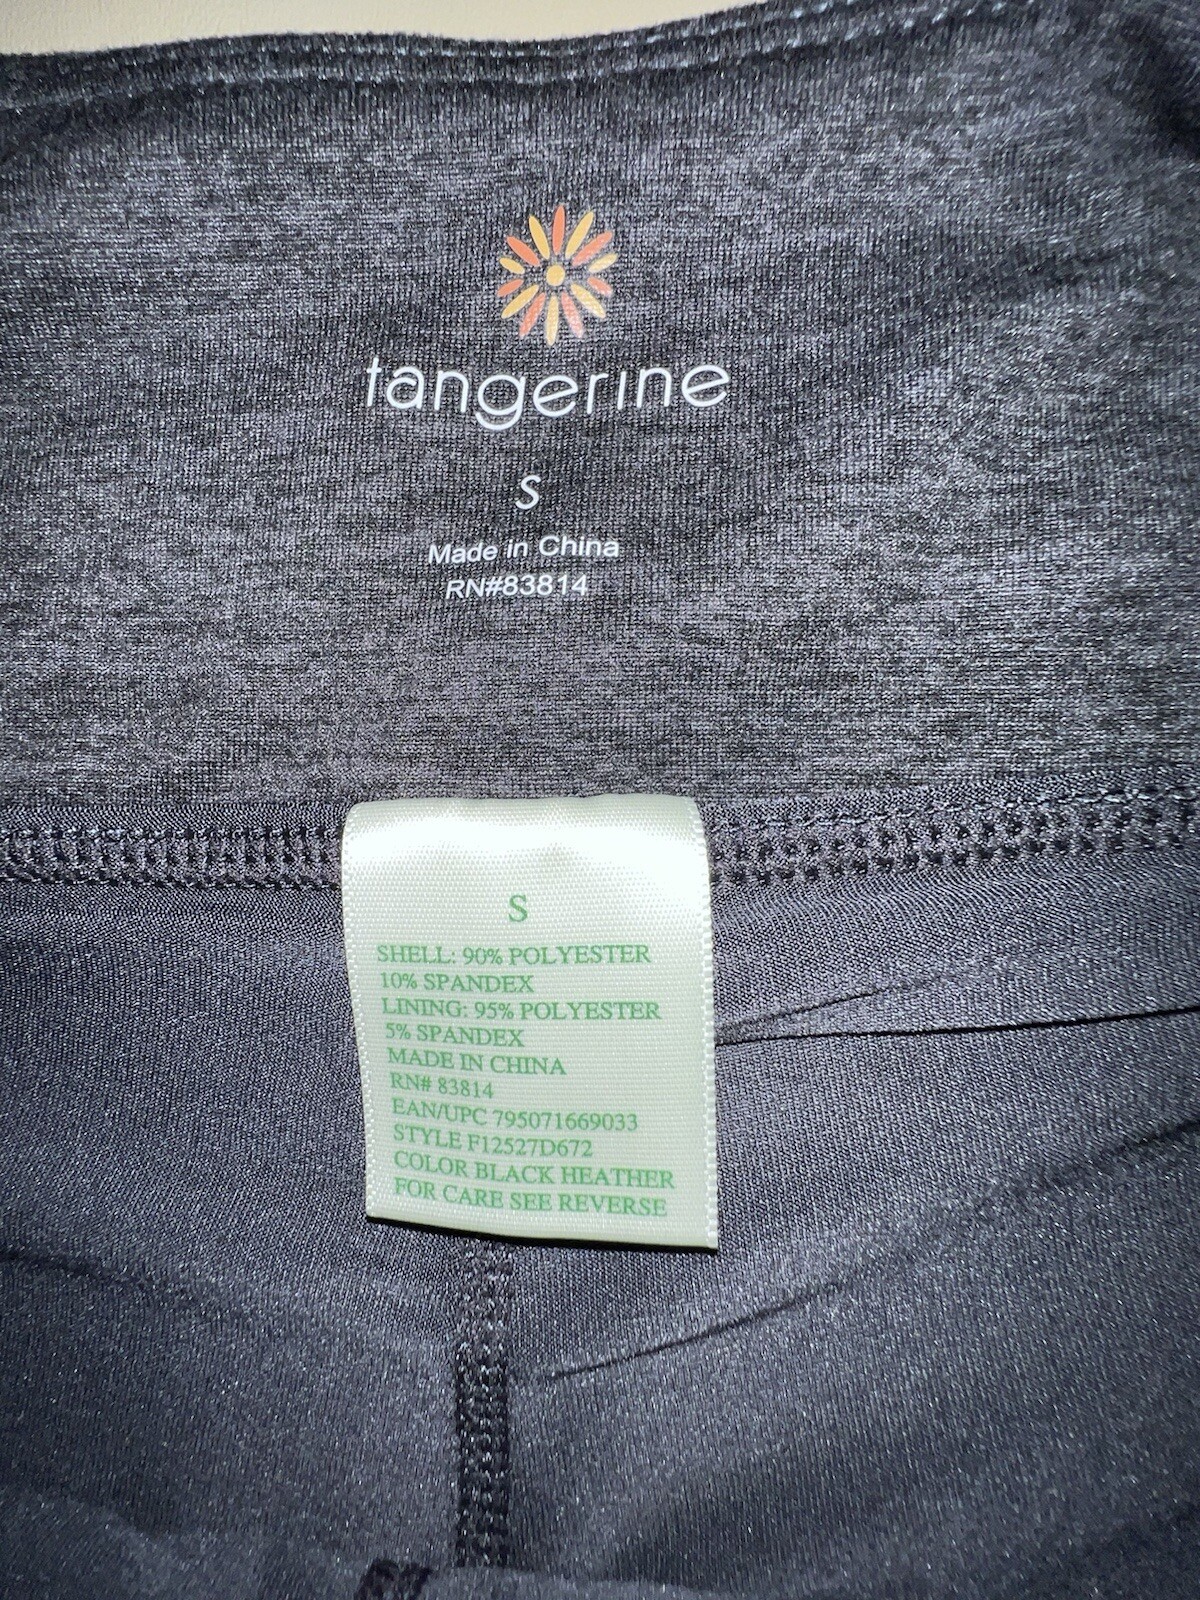 tangerine
S
Made in China
RN#83814
S
SHELL: 90% POLYESTER
10% SPANDEX
LINING: 95% POLYESTER
5% SPANDEX
MADE IN CHINA
RN# 83814
EAN/UPC 795071669033
STYLE F12527D672
COLOR BLACK HEATHER
FOR CARE SEE REVERSE